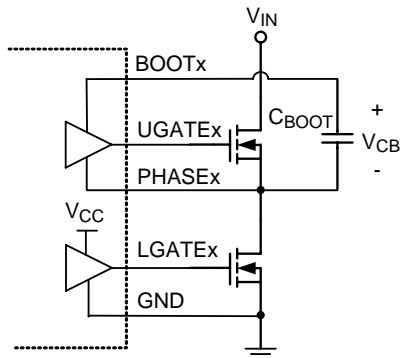 VIN
BOOTx
CBOOT
+
VCB
-
UGATEx
PHASEx
VCC
LGATEx
GND